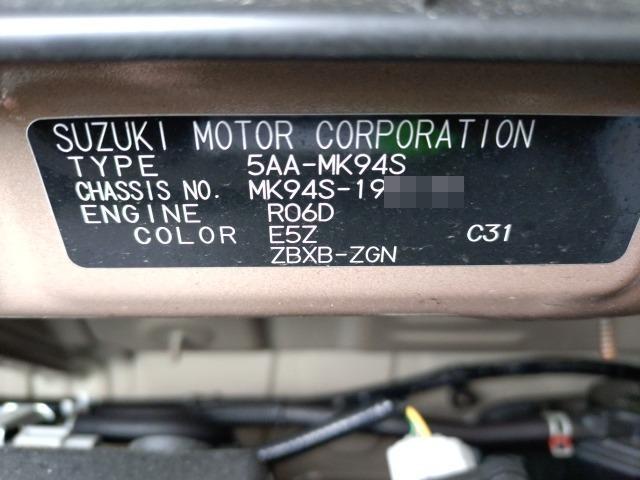 SUZUKI MOTOR CORPORATION
TYPE 5AA-MK94S
CHASSIS NO. MK94S-19
ENGINE R06D
COLOR E5Z C31
ZBXB-ZGN